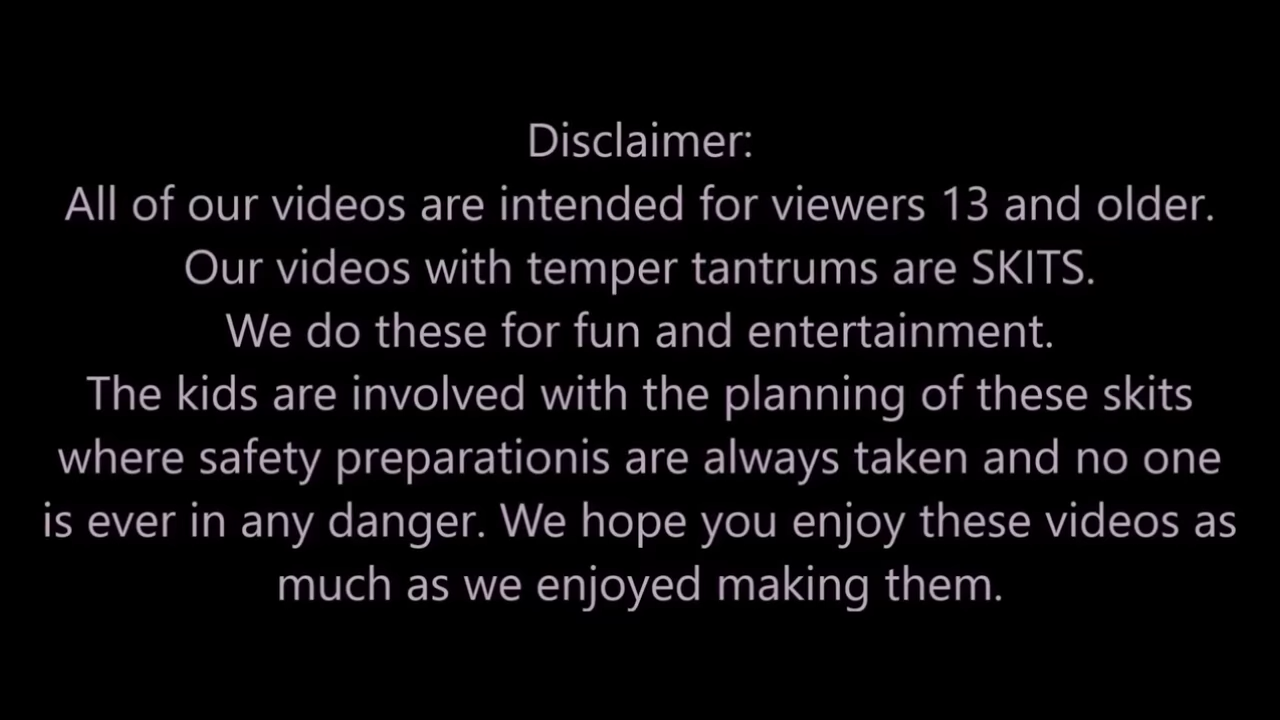 Disclaimer:
All of our videos are intended for viewers 13 and older.
Our videos with temper tantrums are SKITS.
We do these for fun and entertainment.
The kids are involved with the planning of these skits
where safety preparationis are always taken and no one
is ever in any danger. We hope you enjoy these videos as
much as we enjoyed making them.